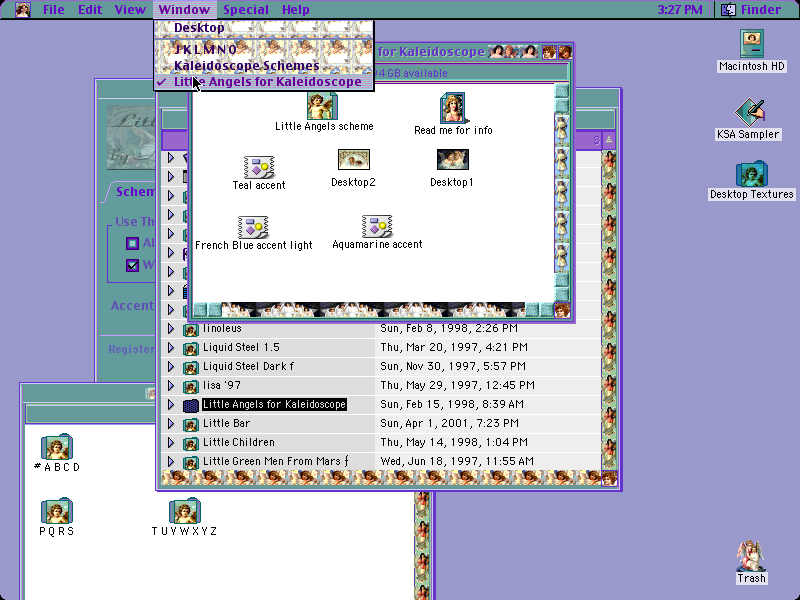 File Edit View Window Special Help 3:27 PM Finder
Desktop
JKLMNO
Kaleidoscope Schemes
✓ Little Angels for Kaleidoscope
for Kaleidoscope
GB available
Macintosh HD
KSA Sampler
Desktop Textures
Little Angels scheme
Read me for info
Teal accent
Desktop2
Desktop1
French Blue accent light
Aquamarine accent
Schem
Use Th
Al
W
Accent
Register
linoleus Sun, Feb 8, 1998, 2:26 PM
Liquid Steel 1.5 Thu, Mar 20, 1997, 4:21 PM
Liquid Steel Dark f Sun, Nov 30, 1997, 5:57 PM
lisa '97 Thu, May 29, 1997, 12:45 PM
Little Angels for Kaleidoscope Sun, Feb 15, 1998, 8:39 AM
Little Bar Sun, Apr 1, 2001, 7:23 PM
Little Children Thu, May 14, 1998, 1:04 PM
Little Green Men From Mars ƒ Wed, Jun 18, 1997, 11:55 AM
#ABCD
PQRS
TUVWXYZ
Trash